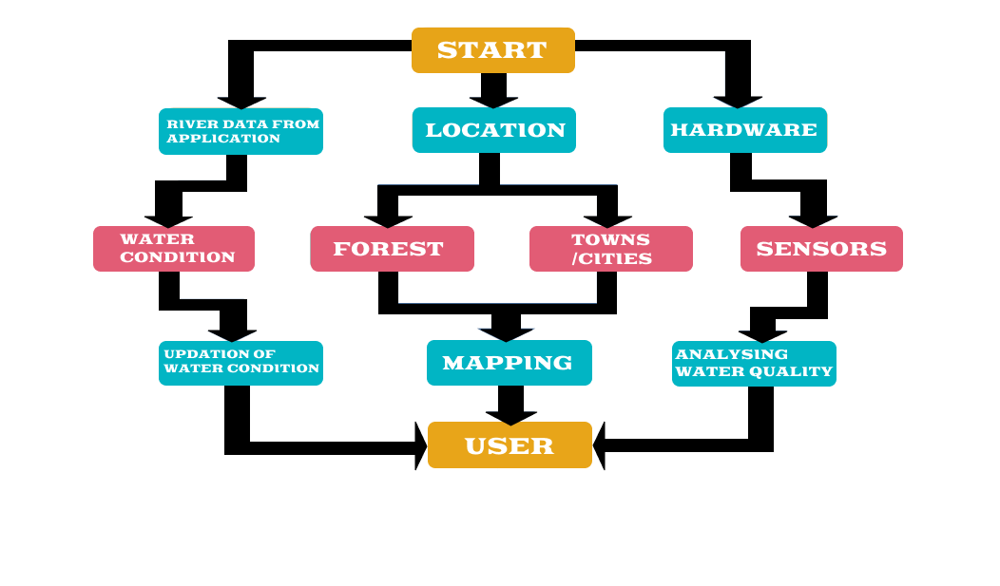 START
RIVER DATA FROM
APPLICATION
LOCATION
HARDWARE
WATER
CONDITION
FOREST
TOWNS
/CITIES
SENSORS
UPDATION OF
WATER CONDITION
MAPPING
ANALYSING
WATER QUALITY
USER